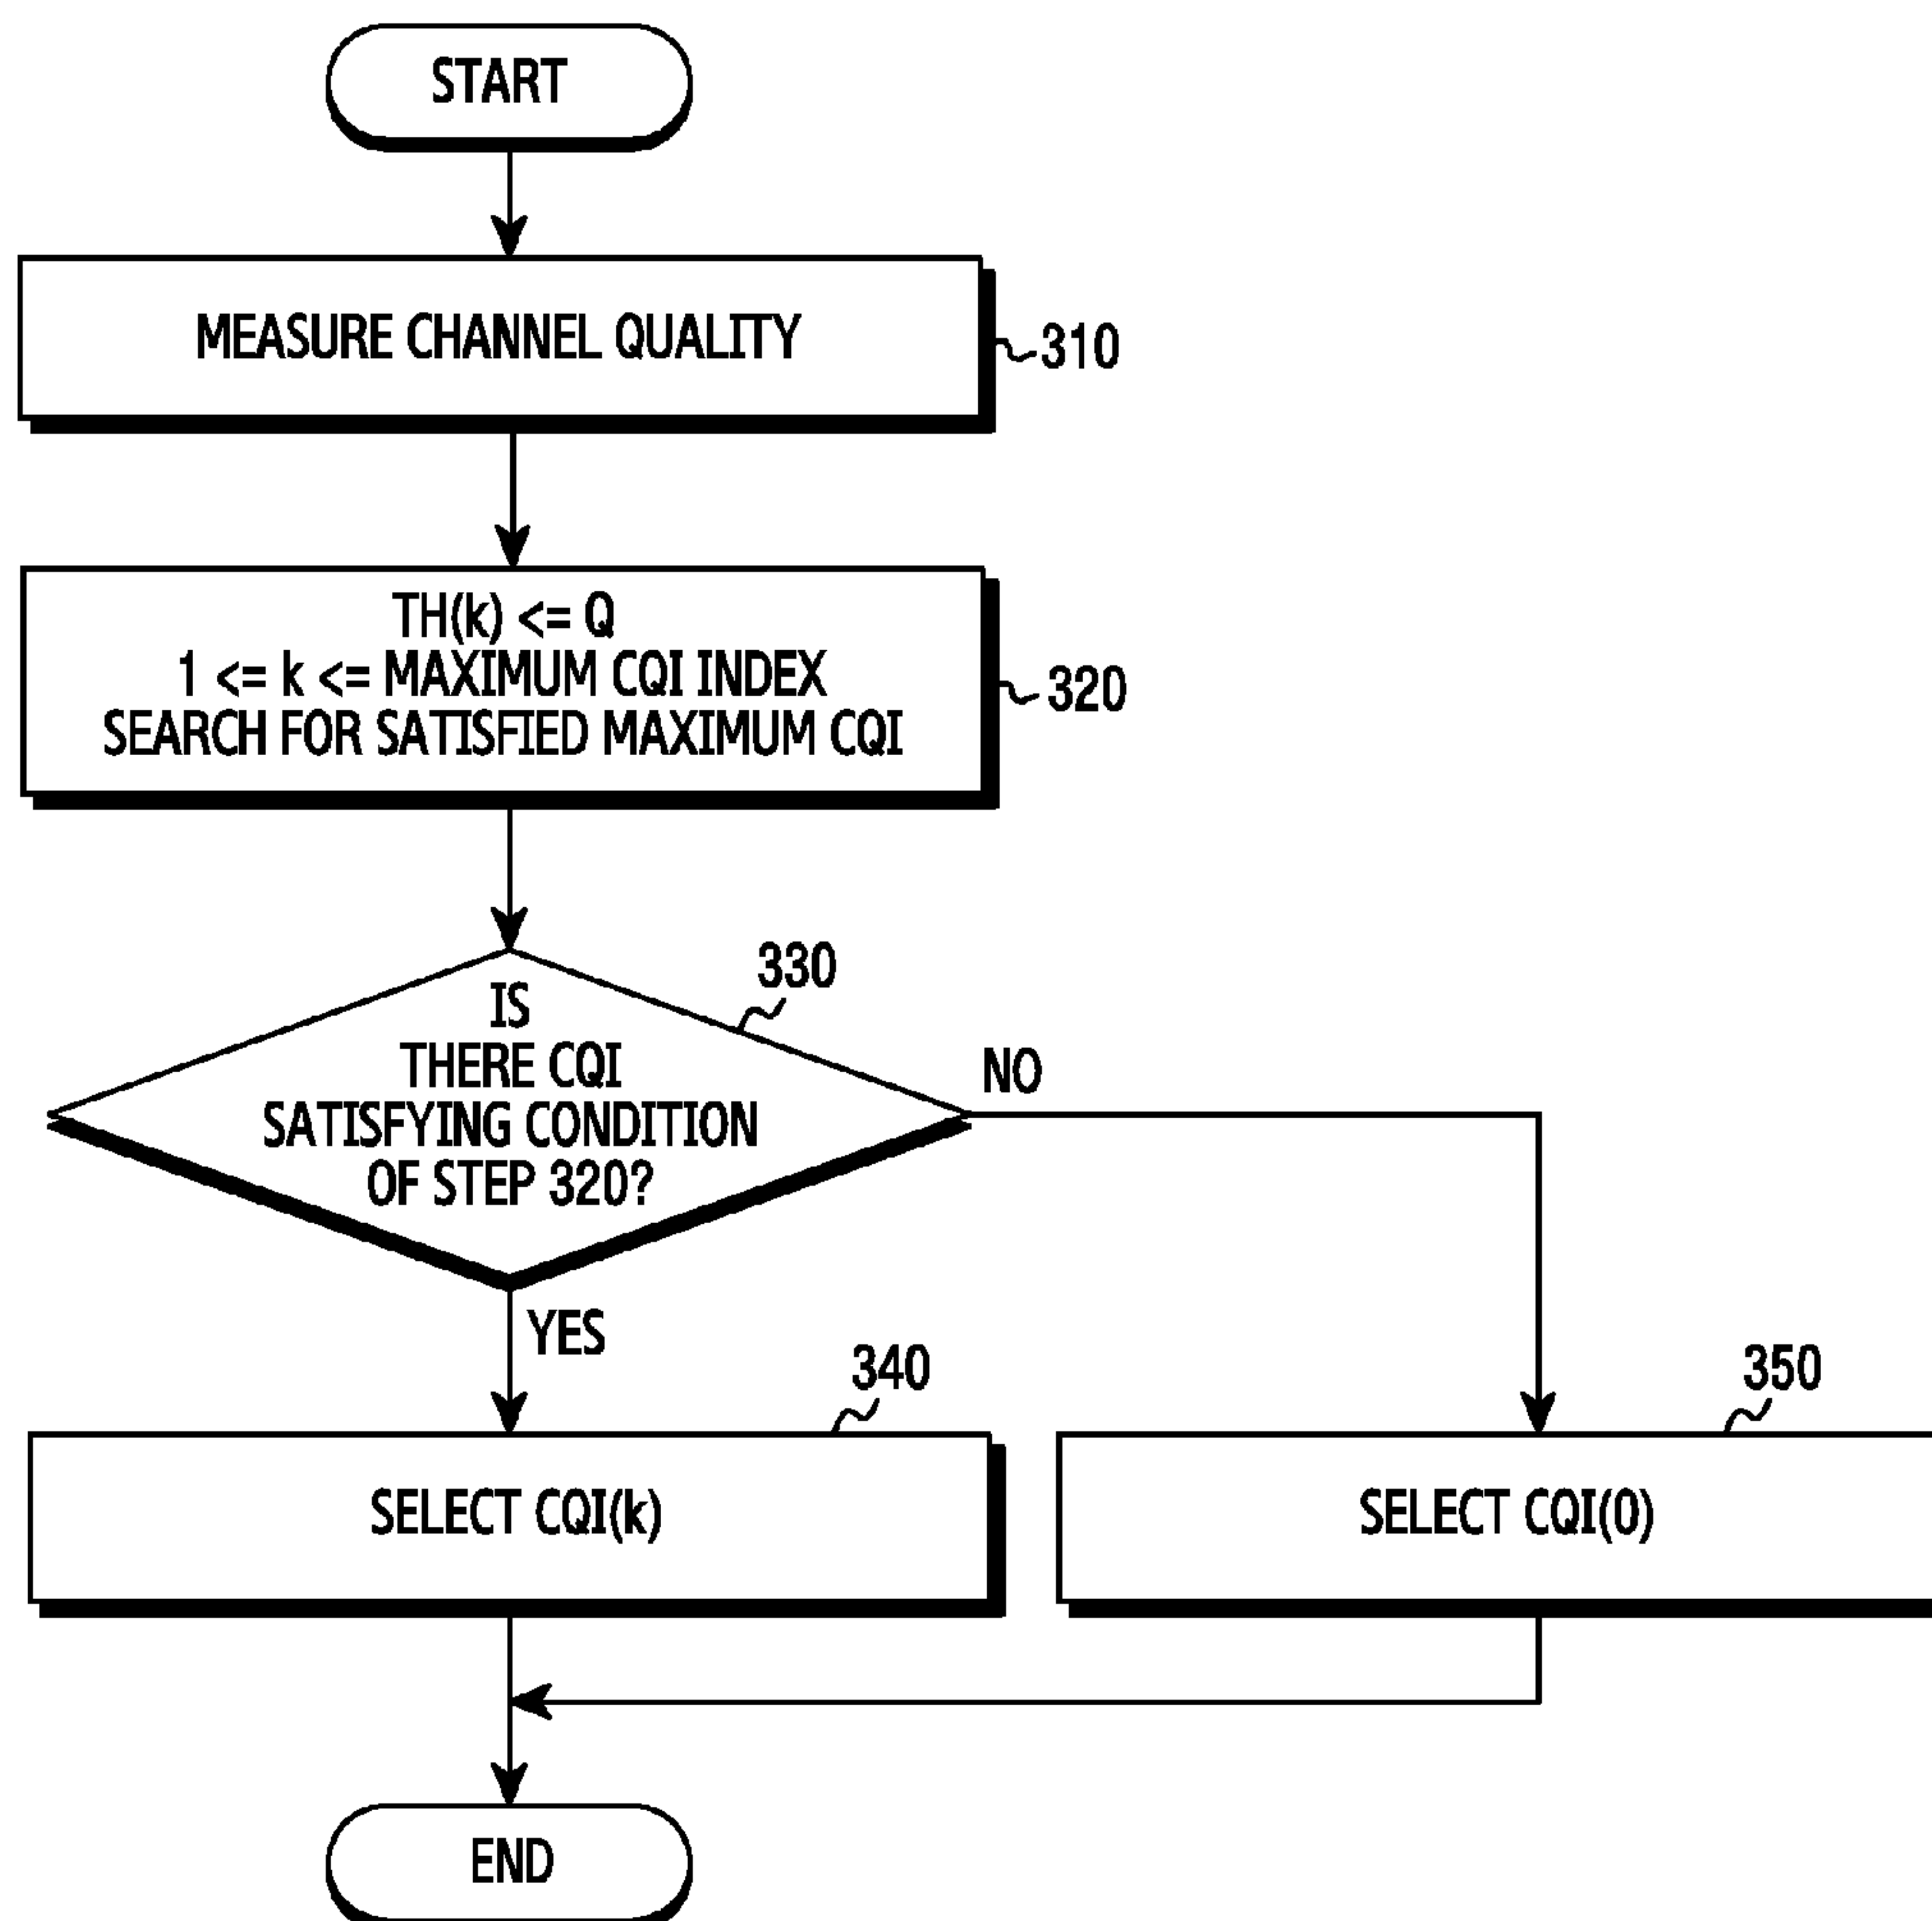 START
MEASURE CHANNEL QUALITY
310
TH(k) <= Q
1 <= k <= MAXIMUM CQI INDEX
SEARCH FOR SATISFIED MAXIMUM CQI
320
330
IS
THERE CQI
SATISFYING CONDITION
OF STEP 320?
NO
YES
340
SELECT CQI(k)
350
SELECT CQI(0)
END